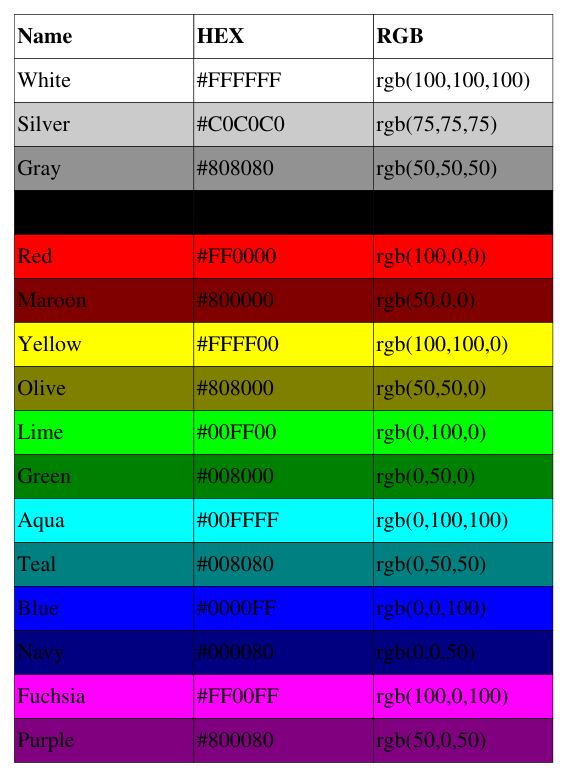 Name HEX RGB
White #FFFFFF rgb(100,100,100)
Silver #C0C0C0 rgb(75,75,75)
Gray #808080 rgb(50,50,50)
Red #FF0000 rgb(100,0,0)
Maroon #800000 rgb(50,0,0)
Yellow #FFFF00 rgb(100,100,0)
Olive #808000 rgb(50,50,0)
Lime #00FF00 rgb(0,100,0)
Green #008000 rgb(0,50,0)
Aqua #00FFFF rgb(0,100,100)
Teal #008080 rgb(0,50,50)
Blue #0000FF rgb(0,0,100)
Navy #000080 rgb(0,0,50)
Fuchsia #FF00FF rgb(100,0,100)
Purple #800080 rgb(50,0,50)